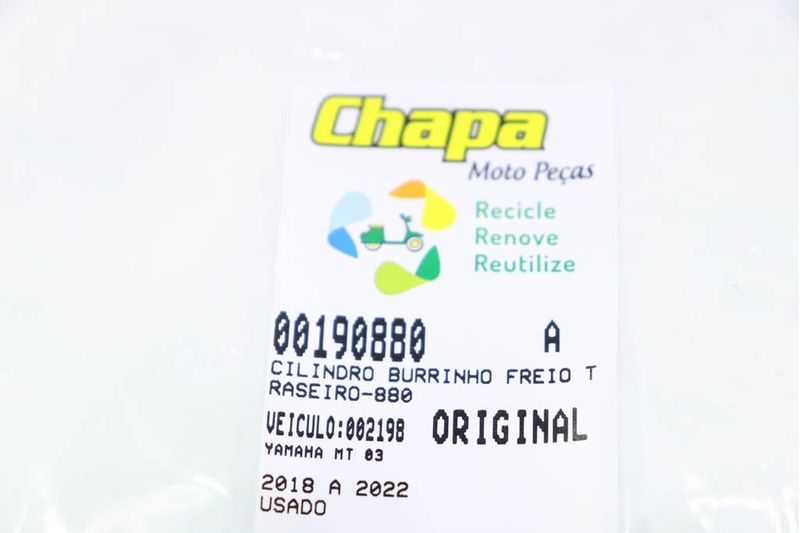 Chapa
Moto Peças
Recicle
Renove
Reutilize
00190880 A
CILINDRO BURRINHO FREIO T
RASEIRO-880
VEICULO:002198 ORIGINAL
YAMAHA MT 03
2018 A 2022
USADO